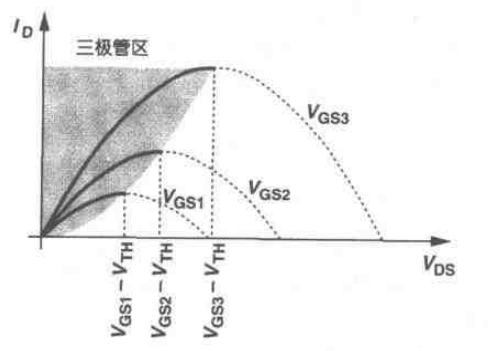 I_D
三极管区
V_GS3
V_GS1
V_GS2
V_DS
V_GS1 – V_TH
V_GS2 – V_TH
V_GS3 – V_TH